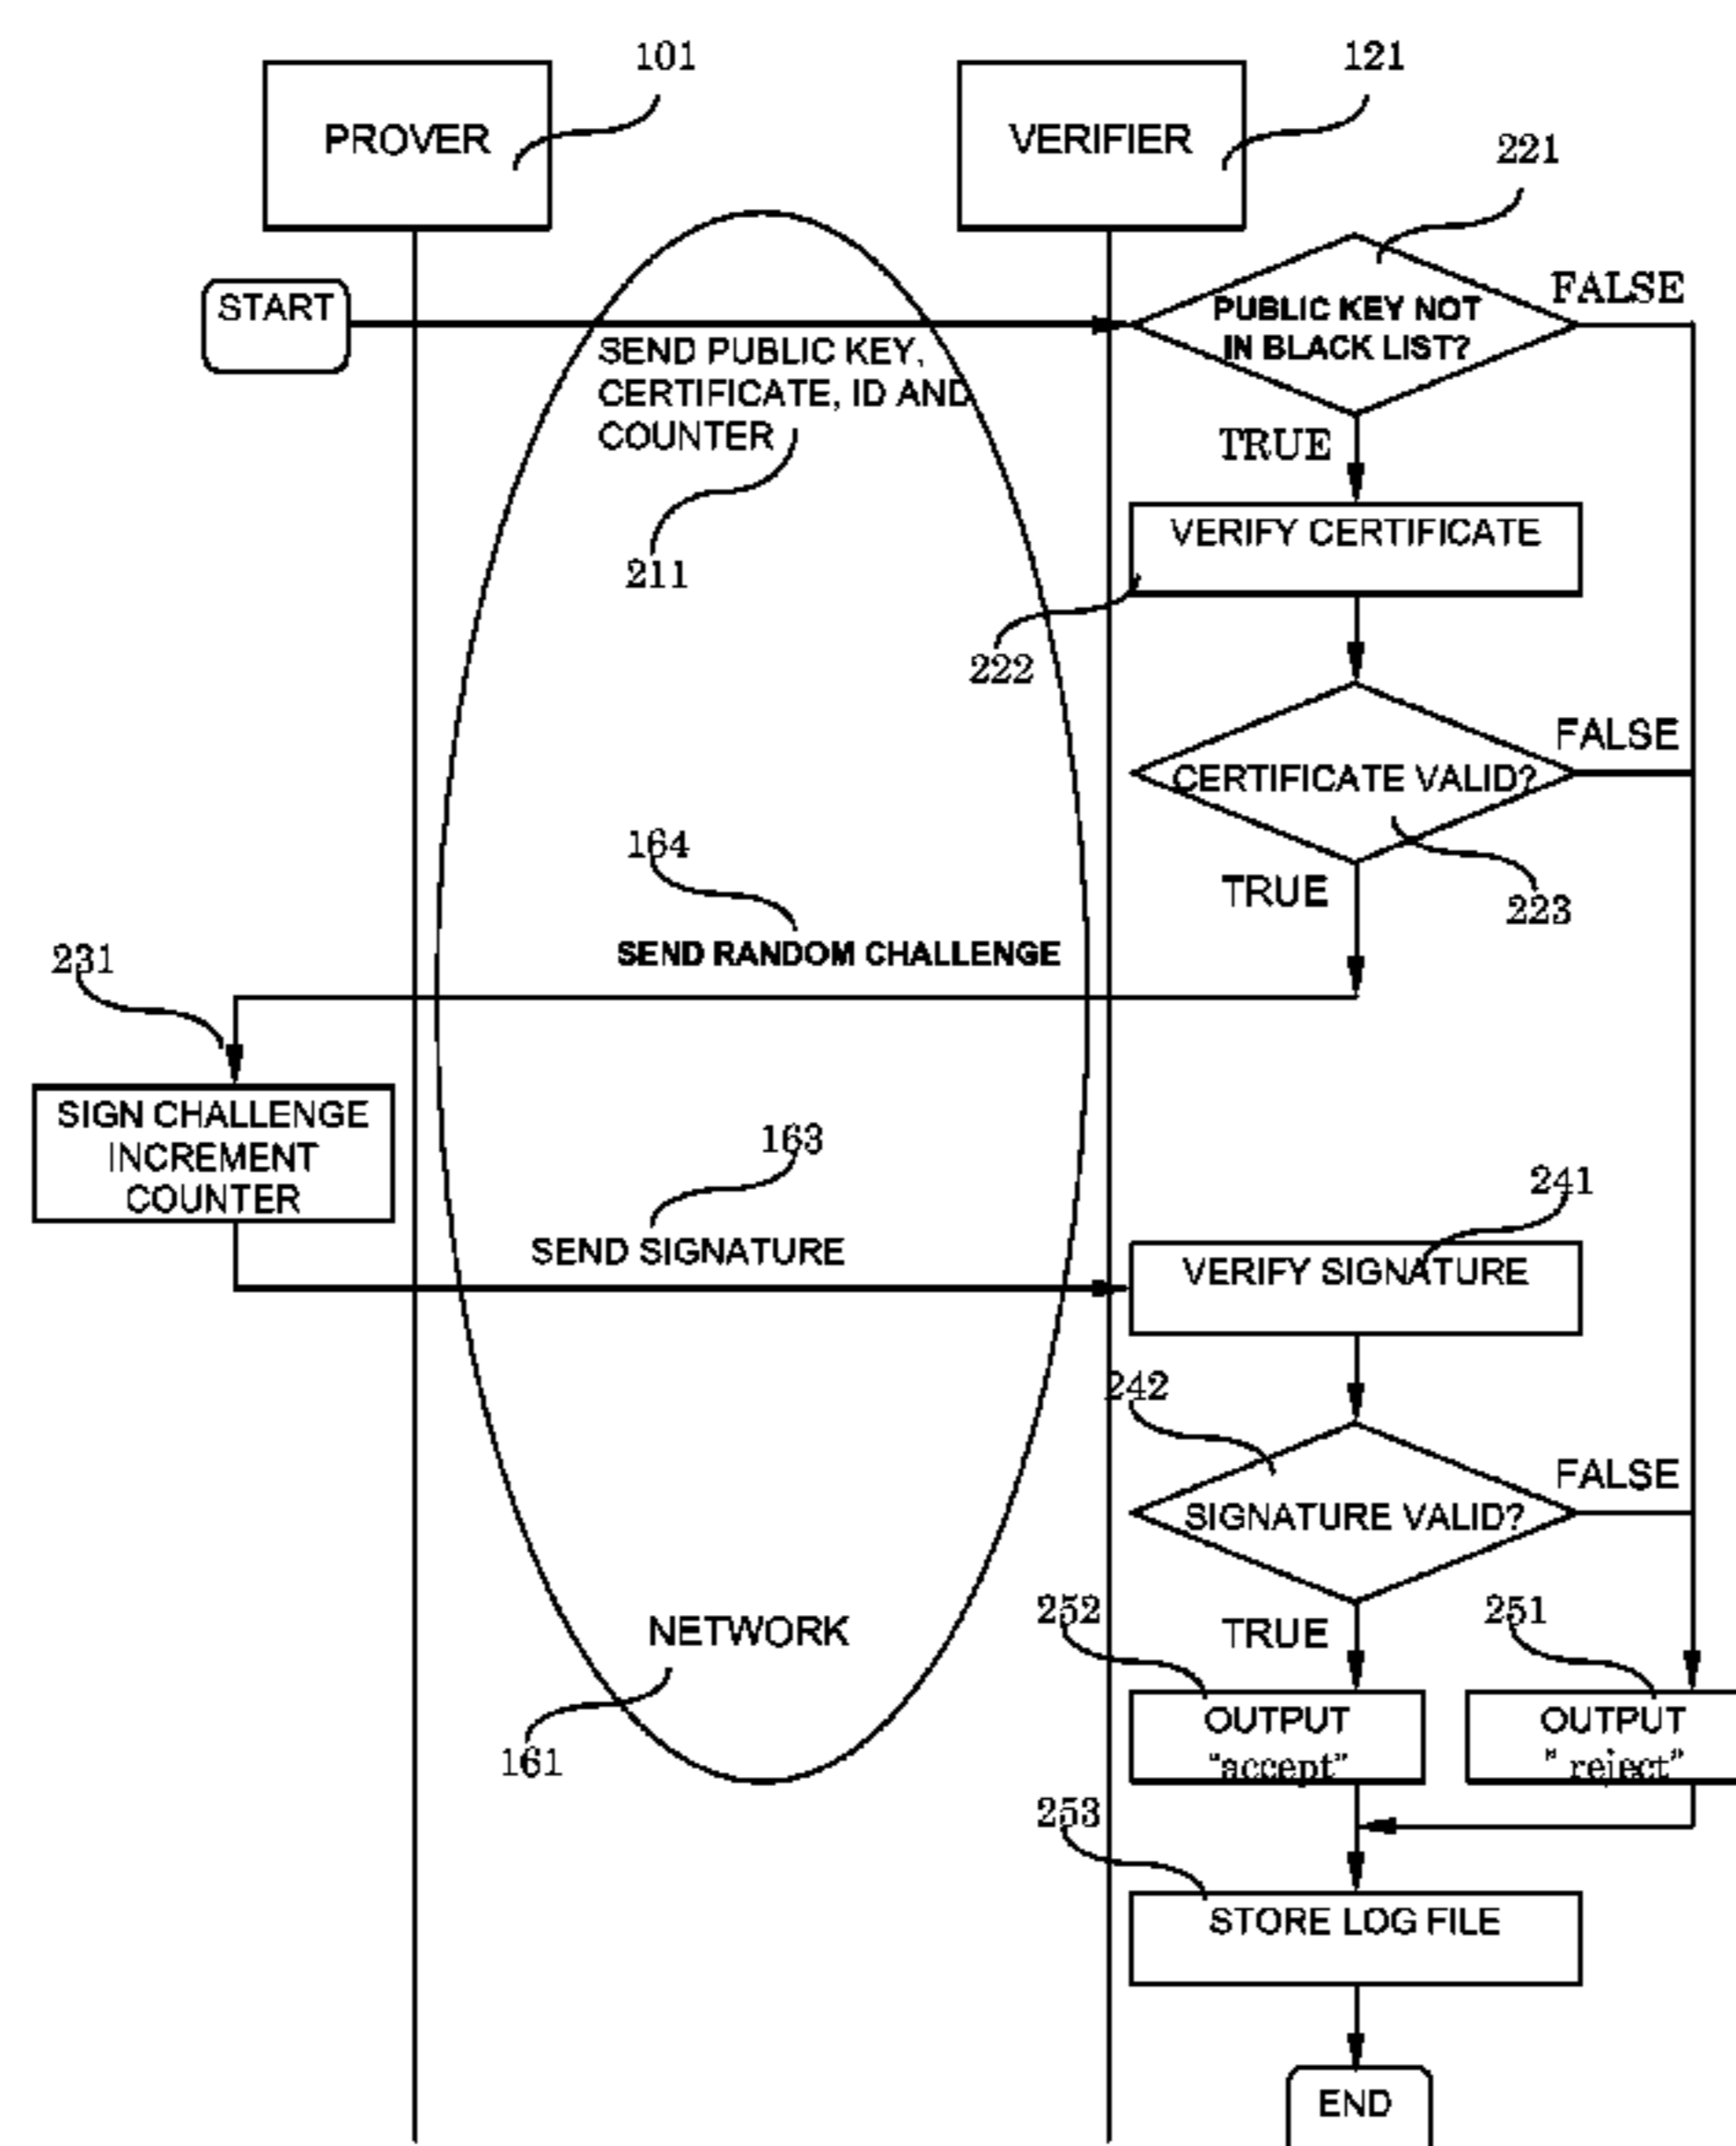 101
121
PROVER
VERIFIER
221
START
PUBLIC KEY NOT
IN BLACK LIST?
FALSE
SEND PUBLIC KEY,
CERTIFICATE, ID AND
COUNTER
TRUE
211
VERIFY CERTIFICATE
222
FALSE
CERTIFICATE VALID?
164
TRUE
223
SEND RANDOM CHALLENGE
231
SIGN CHALLENGE
INCREMENT
COUNTER
163
SEND SIGNATURE
241
VERIFY SIGNATURE
242
FALSE
SIGNATURE VALID?
NETWORK
161
252
TRUE
251
OUTPUT
"accept"
OUTPUT
" reject"
253
STORE LOG FILE
END